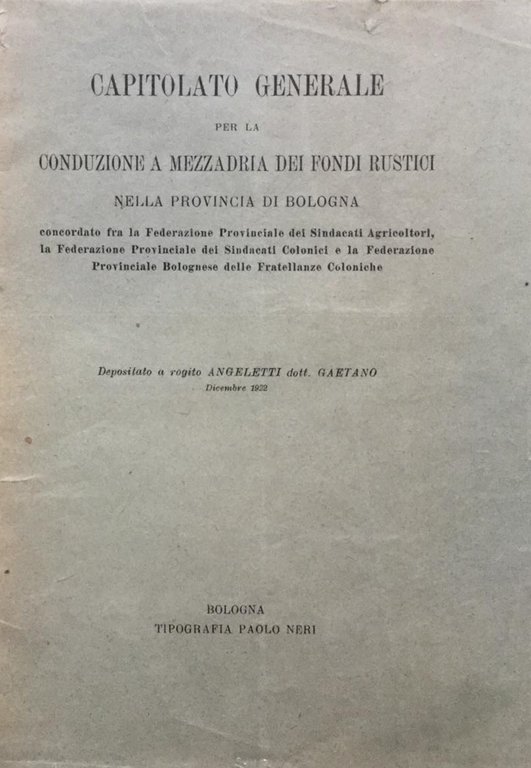 CAPITOLATO GENERALE
PER LA
CONDUZIONE A MEZZADRIA DEI FONDI RUSTICI
NELLA PROVINCIA DI BOLOGNA
concordato fra la Federazione Provinciale dei Sindacati Agricoltori,
la Federazione Provinciale dei Sindacati Colonici e la Federazione
Provinciale Bolognese delle Fratellanze Coloniche
Depositato a rogito ANGELETTI dott. GAETANO
Dicembre 1922
BOLOGNA
TIPOGRAFIA PAOLO NERI